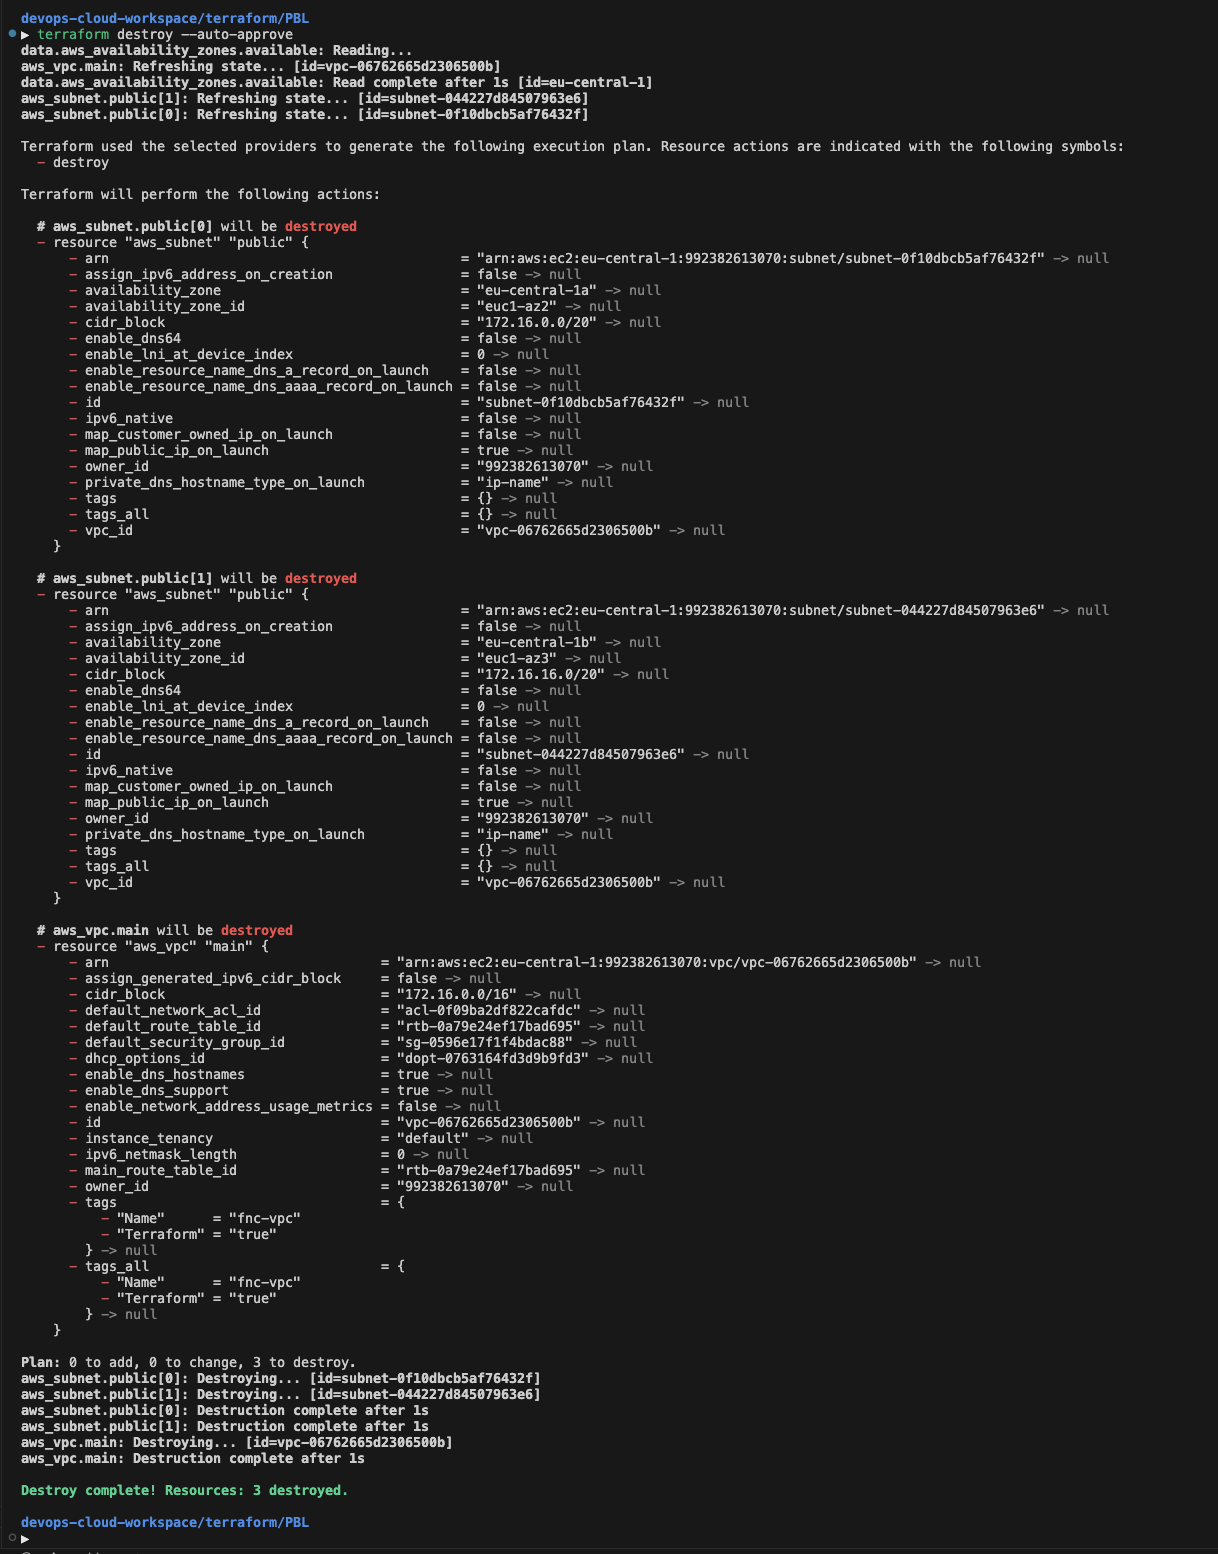 devops-cloud-workspace/terraform/PBL
▶ terraform destroy --auto-approve
data.aws_availability_zones.available: Reading...
aws_vpc.main: Refreshing state... [id=vpc-06762665d2306500b]
data.aws_availability_zones.available: Read complete after 1s [id=eu-central-1]
aws_subnet.public[1]: Refreshing state... [id=subnet-044227d84507963e6]
aws_subnet.public[0]: Refreshing state... [id=subnet-0f10dbcb5af76432f]
Terraform used the selected providers to generate the following execution plan. Resource actions are indicated with the following symbols:
- destroy
Terraform will perform the following actions:
# aws_subnet.public[0] will be destroyed
- resource "aws_subnet" "public" {
- arn = "arn:aws:ec2:eu-central-1:992382613070:subnet/subnet-0f10dbcb5af76432f" -> null
- assign_ipv6_address_on_creation = false -> null
- availability_zone = "eu-central-1a" -> null
- availability_zone_id = "euc1-az2" -> null
- cidr_block = "172.16.0.0/20" -> null
- enable_dns64 = false -> null
- enable_lni_at_device_index = 0 -> null
- enable_resource_name_dns_a_record_on_launch = false -> null
- enable_resource_name_dns_aaaa_record_on_launch = false -> null
- id = "subnet-0f10dbcb5af76432f" -> null
- ipv6_native = false -> null
- map_customer_owned_ip_on_launch = false -> null
- map_public_ip_on_launch = true -> null
- owner_id = "992382613070" -> null
- private_dns_hostname_type_on_launch = "ip-name" -> null
- tags = {} -> null
- tags_all = {} -> null
- vpc_id = "vpc-06762665d2306500b" -> null
}
# aws_subnet.public[1] will be destroyed
- resource "aws_subnet" "public" {
- arn = "arn:aws:ec2:eu-central-1:992382613070:subnet/subnet-044227d84507963e6" -> null
- assign_ipv6_address_on_creation = false -> null
- availability_zone = "eu-central-1b" -> null
- availability_zone_id = "euc1-az3" -> null
- cidr_block = "172.16.16.0/20" -> null
- enable_dns64 = false -> null
- enable_lni_at_device_index = 0 -> null
- enable_resource_name_dns_a_record_on_launch = false -> null
- enable_resource_name_dns_aaaa_record_on_launch = false -> null
- id = "subnet-044227d84507963e6" -> null
- ipv6_native = false -> null
- map_customer_owned_ip_on_launch = false -> null
- map_public_ip_on_launch = true -> null
- owner_id = "992382613070" -> null
- private_dns_hostname_type_on_launch = "ip-name" -> null
- tags = {} -> null
- tags_all = {} -> null
- vpc_id = "vpc-06762665d2306500b" -> null
}
# aws_vpc.main will be destroyed
- resource "aws_vpc" "main" {
- arn = "arn:aws:ec2:eu-central-1:992382613070:vpc/vpc-06762665d2306500b" -> null
- assign_generated_ipv6_cidr_block = false -> null
- cidr_block = "172.16.0.0/16" -> null
- default_network_acl_id = "acl-0f09ba2df822cafdc" -> null
- default_route_table_id = "rtb-0a79e24ef17bad695" -> null
- default_security_group_id = "sg-0596e17f1f4bdac88" -> null
- dhcp_options_id = "dopt-0763164fd3d9b9fd3" -> null
- enable_dns_hostnames = true -> null
- enable_dns_support = true -> null
- enable_network_address_usage_metrics = false -> null
- id = "vpc-06762665d2306500b" -> null
- instance_tenancy = "default" -> null
- ipv6_netmask_length = 0 -> null
- main_route_table_id = "rtb-0a79e24ef17bad695" -> null
- owner_id = "992382613070" -> null
- tags = {
- "Name" = "fnc-vpc"
- "Terraform" = "true"
} -> null
- tags_all = {
- "Name" = "fnc-vpc"
- "Terraform" = "true"
} -> null
}
Plan: 0 to add, 0 to change, 3 to destroy.
aws_subnet.public[0]: Destroying... [id=subnet-0f10dbcb5af76432f]
aws_subnet.public[1]: Destroying... [id=subnet-044227d84507963e6]
aws_subnet.public[0]: Destruction complete after 1s
aws_subnet.public[1]: Destruction complete after 1s
aws_vpc.main: Destroying... [id=vpc-06762665d2306500b]
aws_vpc.main: Destruction complete after 1s
Destroy complete! Resources: 3 destroyed.
devops-cloud-workspace/terraform/PBL
▶